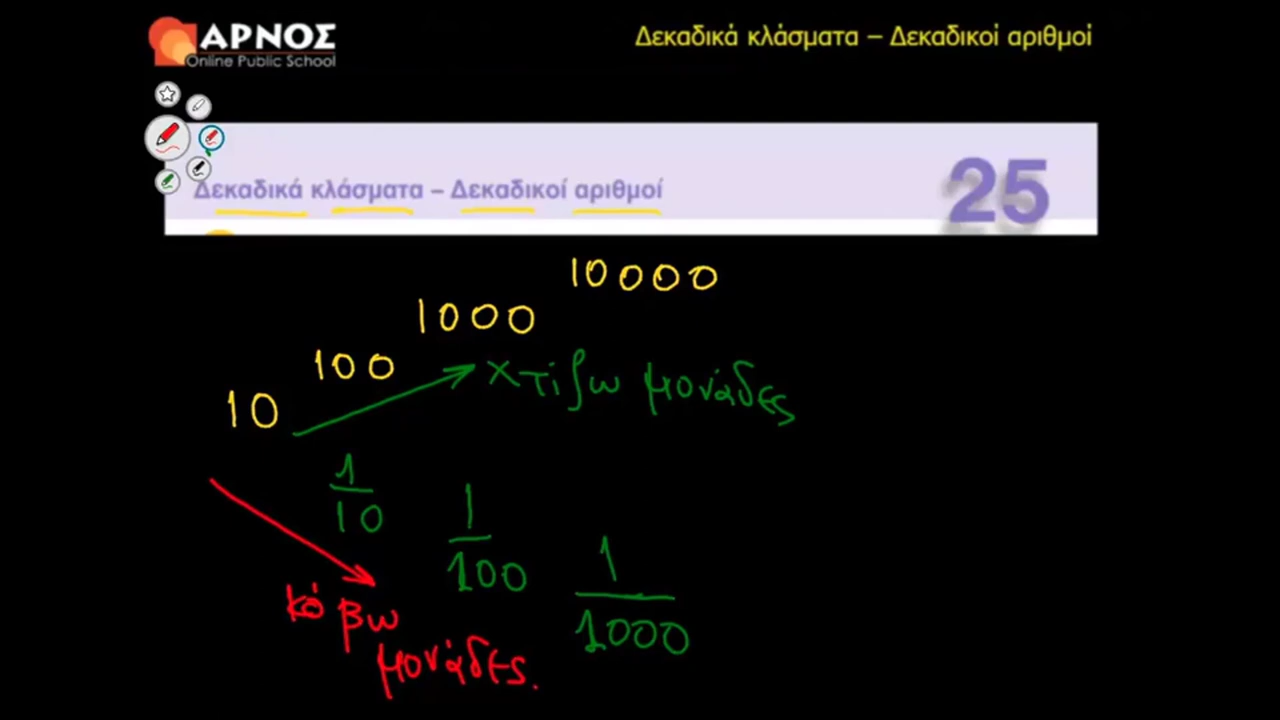 ΑΡΝΟΣ
Online Public School
Δεκαδικά κλάσματα – Δεκαδικοί αριθμοί
Δεκαδικά κλάσματα – Δεκαδικοί αριθμοί
25
10000
1000
100
χτίζω μονάδες
10
1/10
1/100
1/1000
κόβω
μονάδες.